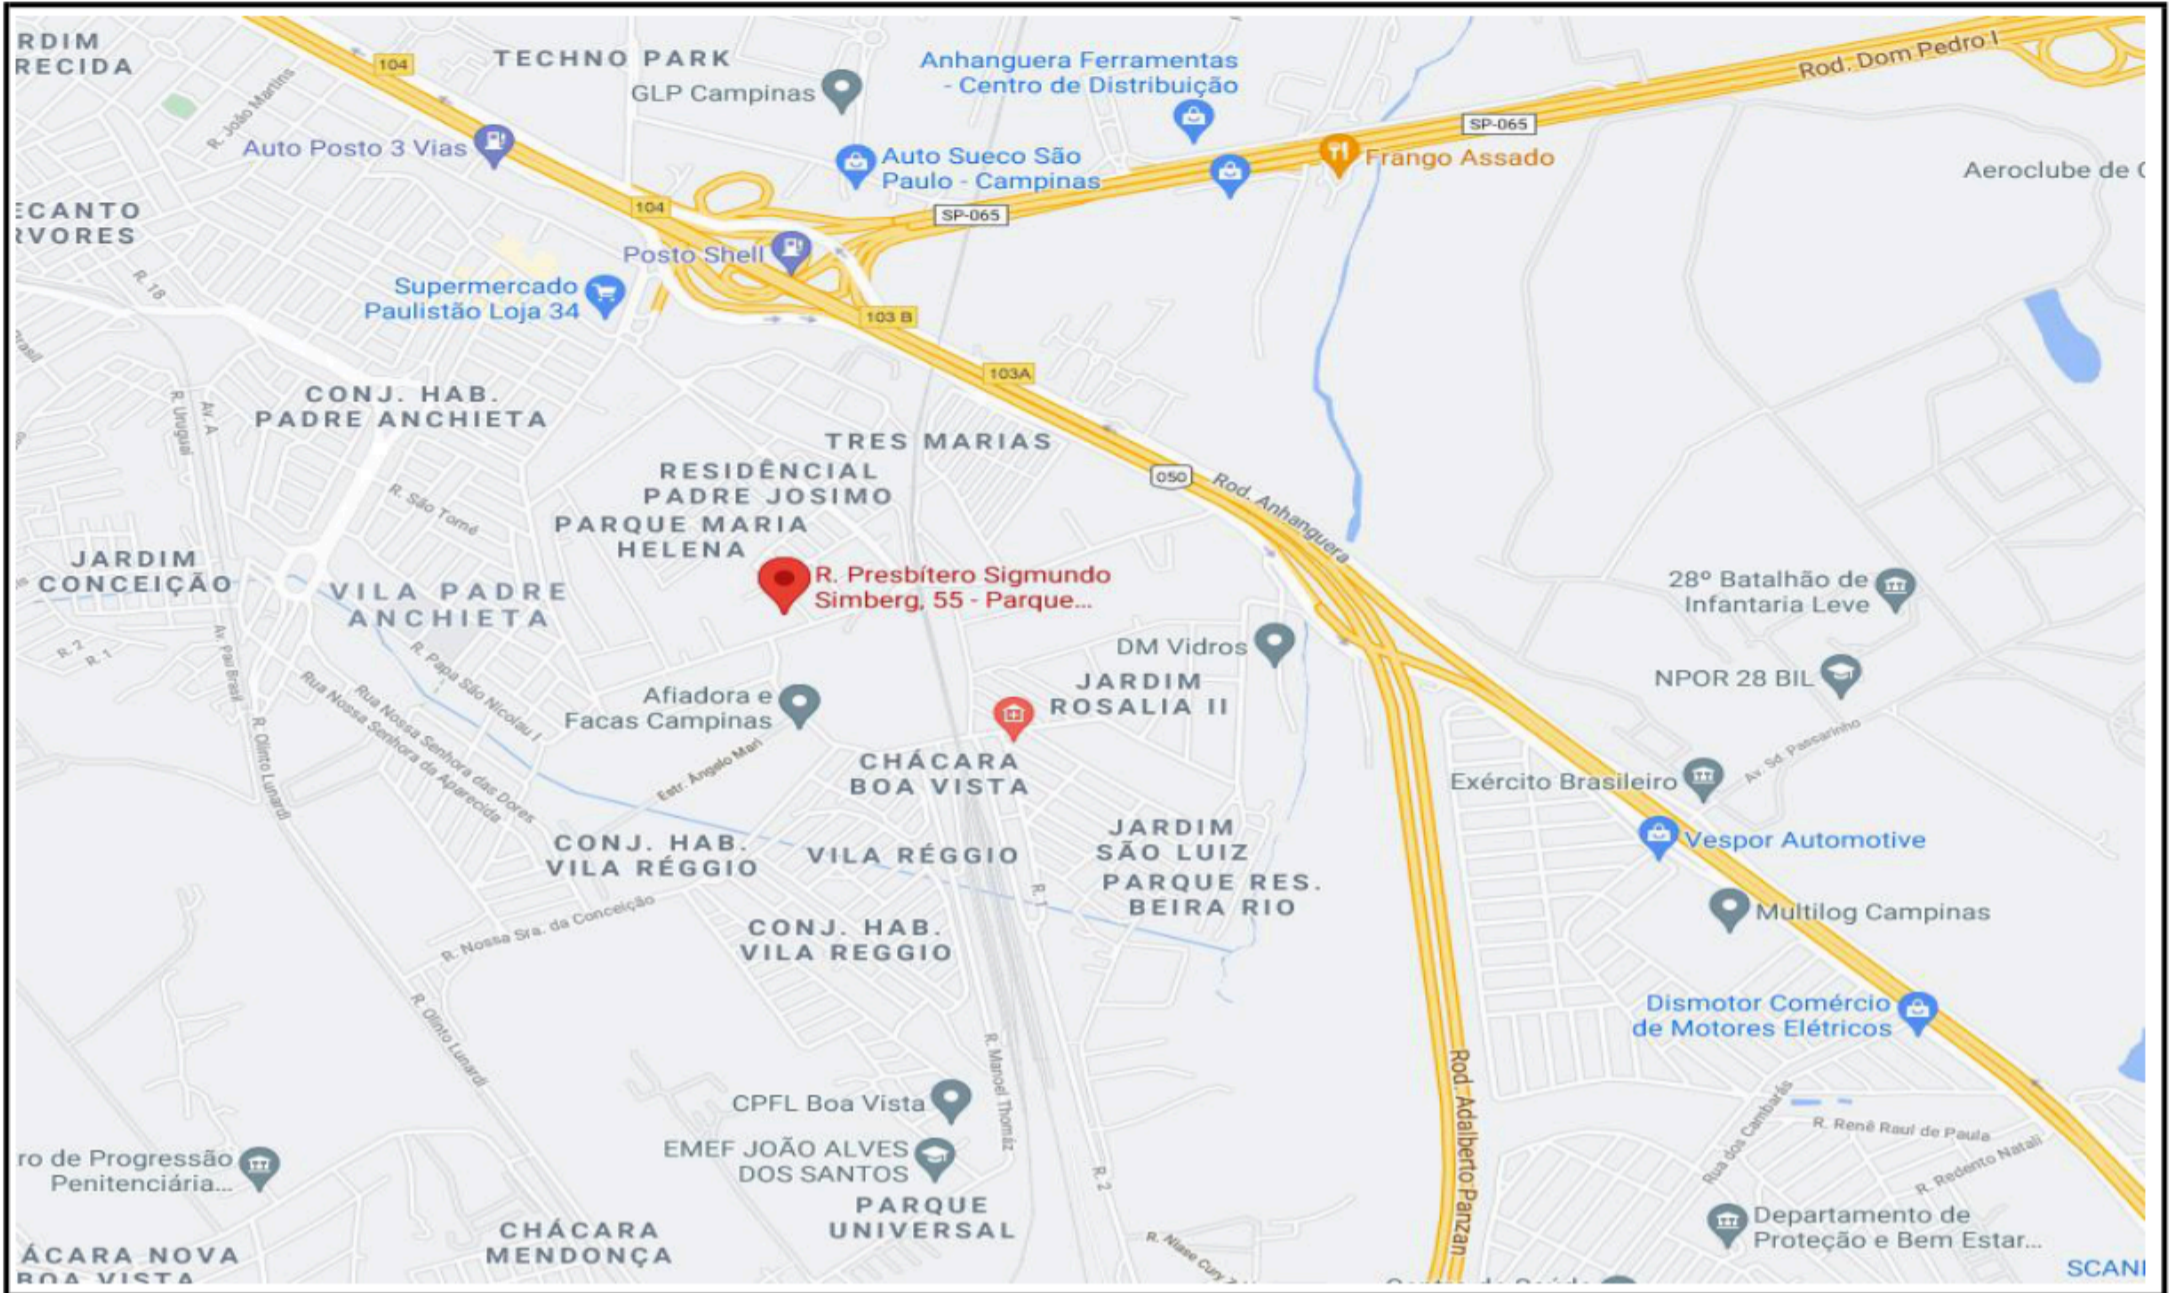 RDIM
RECIDA
104
TECHNO PARK
GLP Campinas
Anhanguera Ferramentas
- Centro de Distribuição
Rod. Dom Pedro I
R. João Martins
Auto Posto 3 Vias
Auto Sueco São
Paulo - Campinas
SP-065
Frango Assado
Aeroclube de
ECANTO
RVORES
104
SP-065
R. 18
Posto Shell
Supermercado
Paulistão Loja 34
103 B
103A
Brasil
R. Uruguai
Av. A
CONJ. HAB.
PADRE ANCHIETA
TRES MARIAS
RESIDÊNCIAL
PADRE JOSIMO
050
Rod. Anhanguera
R. São Tomé
PARQUE MARIA
HELENA
JARDIM
CONCEIÇÃO
VILA PADRE
ANCHIETA
R. Presbítero Sigmundo
Simberg, 55 - Parque...
28º Batalhão de
Infantaria Leve
R. 2
R. 1
Av. Pau Brasil
R. Papa São Nicolau I
DM Vidros
NPOR 28 BIL
JARDIM
ROSALIA II
Afiadora e
Facas Campinas
Rua Nossa Senhora das Dores
Rua Nossa Senhora da Aparecida
R. Olinto Lunardi
Estr. Ângelo Mari
CHÁCARA
BOA VISTA
Av. Sd. Passarinho
Exército Brasileiro
Vespor Automotive
CONJ. HAB.
VILA RÉGGIO
VILA RÉGGIO
JARDIM
SÃO LUIZ
PARQUE RES.
BEIRA RIO
R. 1
Multilog Campinas
R. Nossa Sra. da Conceição
CONJ. HAB.
VILA REGGIO
R. Olinto Lunardi
Dismotor Comércio
de Motores Elétricos
R. Manoel Thomáz
Rod. Adalberto Panzan
CPFL Boa Vista
EMEF JOÃO ALVES
DOS SANTOS
Rua dos Cambarás
R. Renê Raul de Paula
R. Redento Natali
ro de Progressão
Penitenciária...
R. 2
PARQUE
UNIVERSAL
CHÁCARA
MENDONÇA
Departamento de
Proteção e Bem Estar...
ÁCARA NOVA
BOA VISTA
R. Niase Cury
SCANI